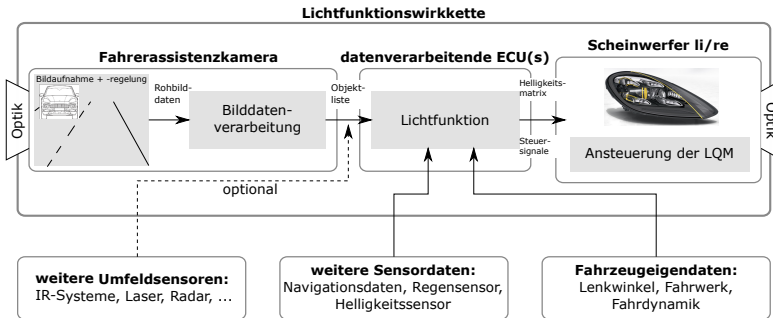 Lichtfunktionswirkkette
Fahrerassistenzkamera
datenverarbeitende ECU(s)
Scheinwerfer li/re
Optik
Bildaufnahme + -regelung
Rohbild-
daten
Bilddaten-
verarbeitung
Objekt-
liste
Lichtfunktion
Helligkeits-
matrix
Steuer-
signale
Ansteuerung der LQM
Optik
optional
weitere Umfeldsensoren:
IR-Systeme, Laser, Radar, ...
weitere Sensordaten:
Navigationsdaten, Regensensor,
Helligkeitssensor
Fahrzeugeigendaten:
Lenkwinkel, Fahrwerk,
Fahrdynamik